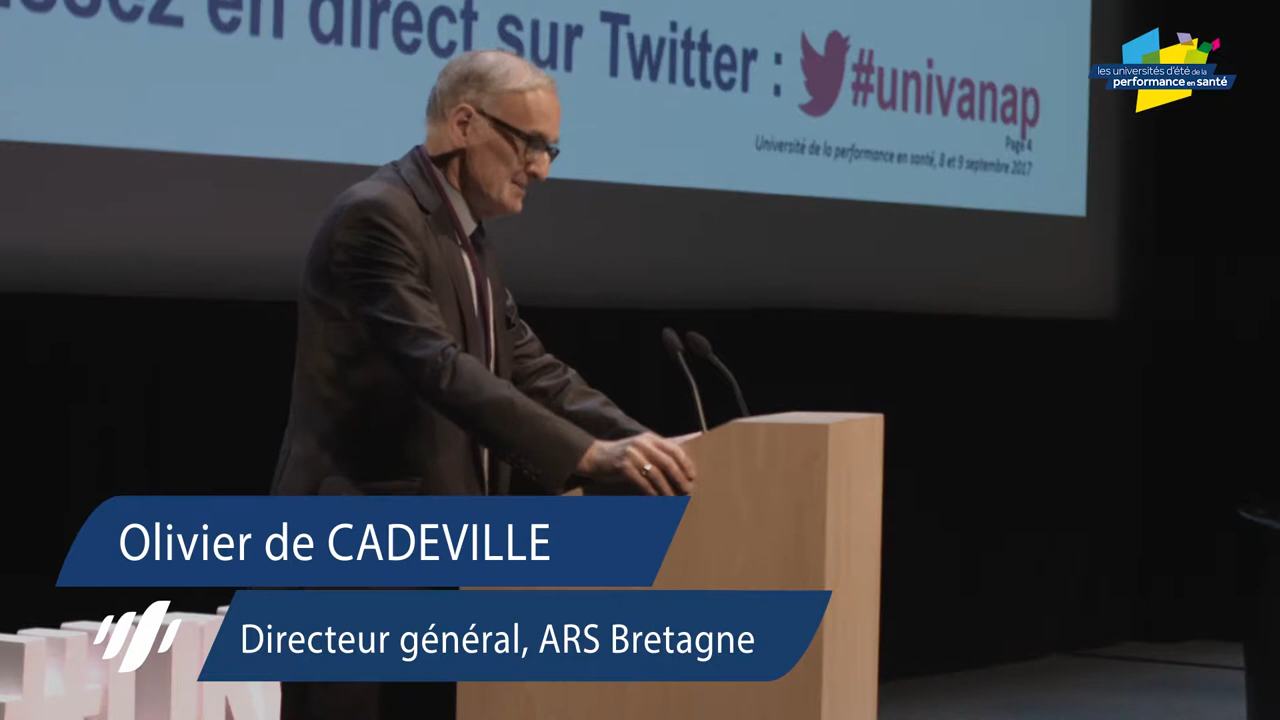 en direct sur Twitter : #univanap
Page 4
Université de la performance en santé, 8 et 9 septembre 2017
les universités d'été de la
performance en santé
Olivier de CADEVILLE
Directeur général, ARS Bretagne